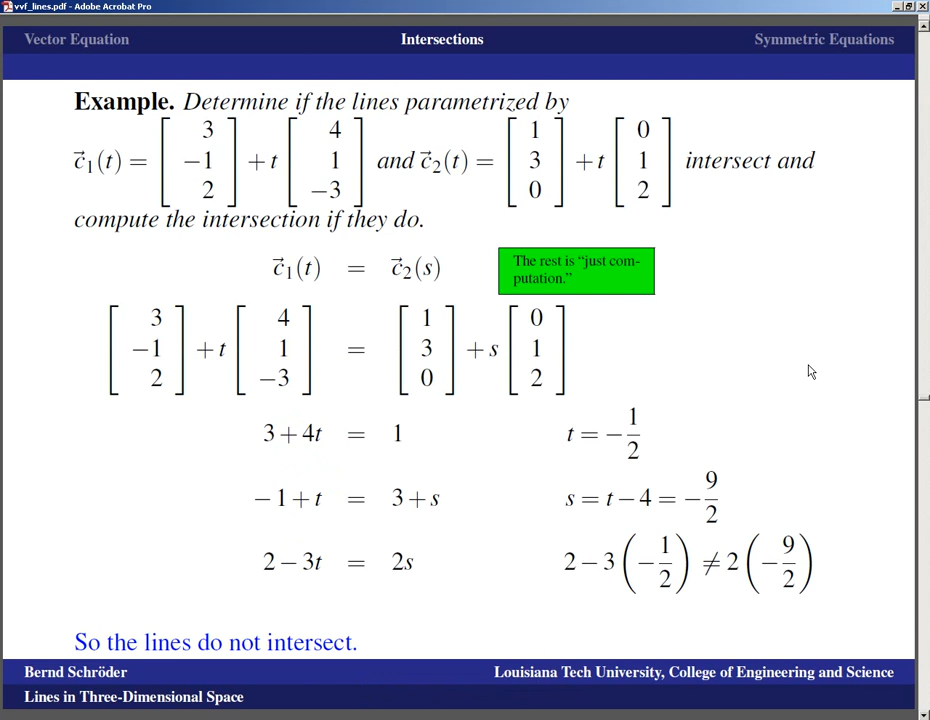 vvf_lines.pdf - Adobe Acrobat Pro
Vector Equation Intersections Symmetric Equations
Example. Determine if the lines parametrized by
c⃗₁(t) = [3 −1 2] + t [4 1 −3] and c⃗₂(t) = [1 3 0] + t [0 1 2] intersect and
compute the intersection if they do.
c⃗₁(t) = c⃗₂(s)
The rest is “just com-
putation.”
[3 −1 2] + t [4 1 −3] = [1 3 0] + s [0 1 2]
3 + 4t = 1 t = −1/2
−1 + t = 3 + s s = t − 4 = −9/2
2 − 3t = 2s 2 − 3(−1/2) ≠ 2(−9/2)
So the lines do not intersect.
Bernd Schröder Louisiana Tech University, College of Engineering and Science
Lines in Three-Dimensional Space